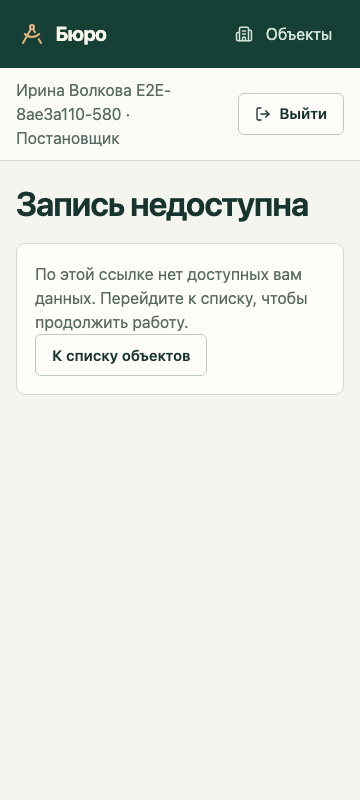 Бюро
Объекты
Ирина Волкова E2E-
8ae3a110-580 ·
Постановщик
Выйти
Запись недоступна
По этой ссылке нет доступных вам
данных. Перейдите к списку, чтобы
продолжить работу.
К списку объектов